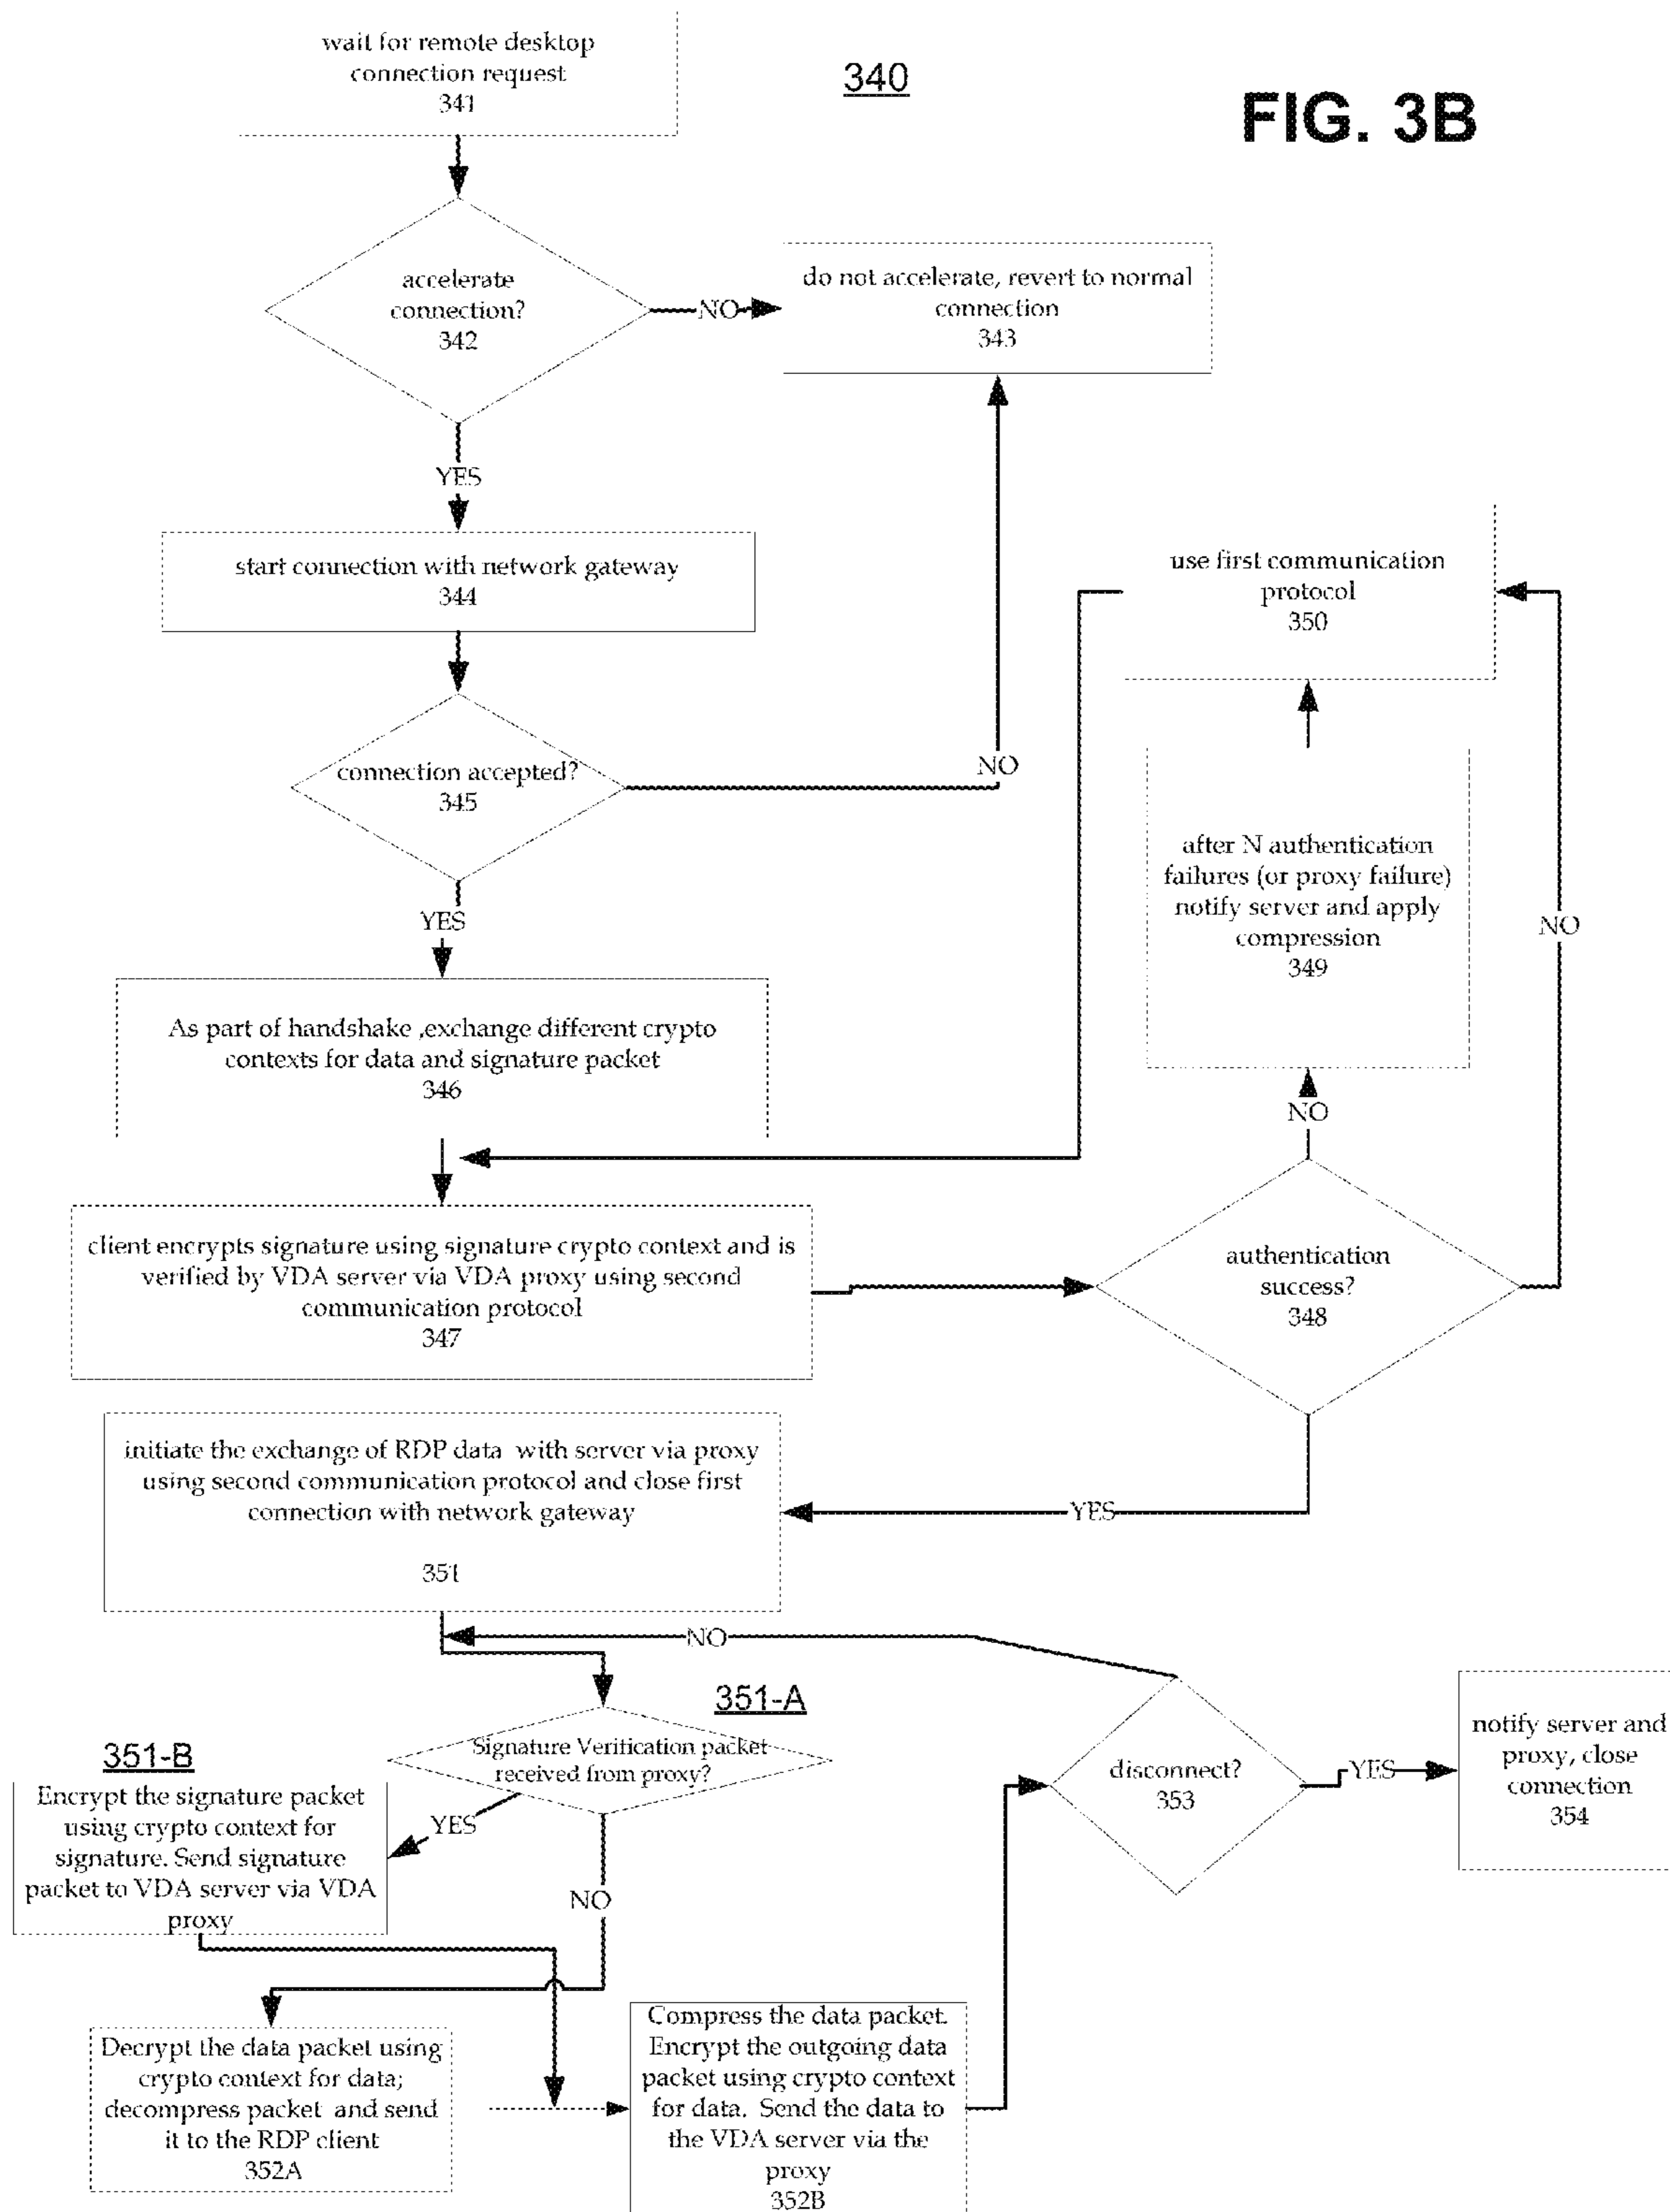 wait for remote desktop
connection request
341
340
FIG. 3B
accelerate
connection?
342
NO
do not accelerate, revert to normal
connection
343
YES
start connection with network gateway
344
use first communication
protocol
350
connection accepted?
345
NO
after N authentication
failures (or proxy failure)
notify server and apply
compression
349
NO
YES
As part of handshake ,exchange different crypto
contexts for data and signature packet
346
NO
client encrypts signature using signature crypto context and is
verified by VDA server via VDA proxy using second
communication protocol
347
authentication
success?
348
initiate the exchange of RDP data with server via proxy
using second communication protocol and close first
connection with network gateway
351
YES
NO
351-A
Signature Verification packet
received from proxy?
351-B
Encrypt the signature packet
using crypto context for
signature. Send signature
packet to VDA server via VDA
proxy
YES
NO
disconnect?
353
YES
notify server and
proxy, close
connection
354
Decrypt the data packet using
crypto context for data;
decompress packet and send
it to the RDP client
352A
Compress the data packet.
Encrypt the outgoing data
packet using crypto context
for data. Send the data to
the VDA server via the
proxy
352B